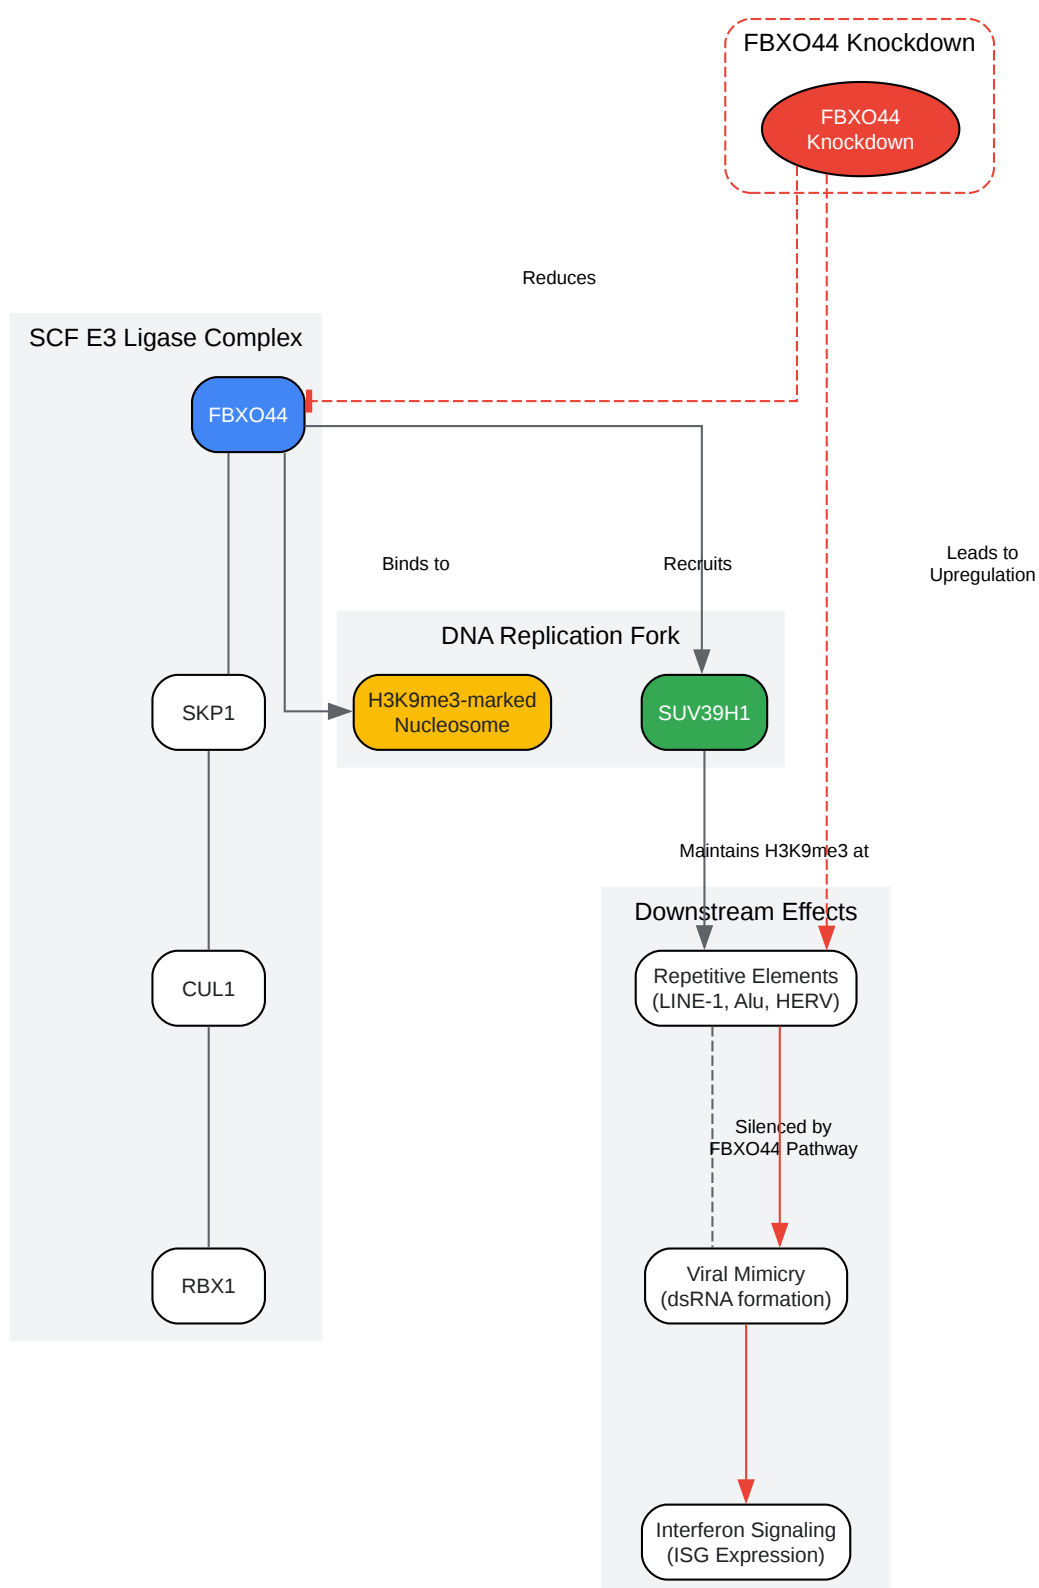 FBXO44 Knockdown
FBXO44
Knockdown
Reduces
SCF E3 Ligase Complex
FBXO44
Binds to
Recruits
Leads to
Upregulation
DNA Replication Fork
SKP1
H3K9me3-marked
Nucleosome
SUV39H1
Maintains H3K9me3 at
Downstream Effects
CUL1
Repetitive Elements
(LINE-1, Alu, HERV)
Silenced by
FBXO44 Pathway
RBX1
Viral Mimicry
(dsRNA formation)
Interferon Signaling
(ISG Expression)